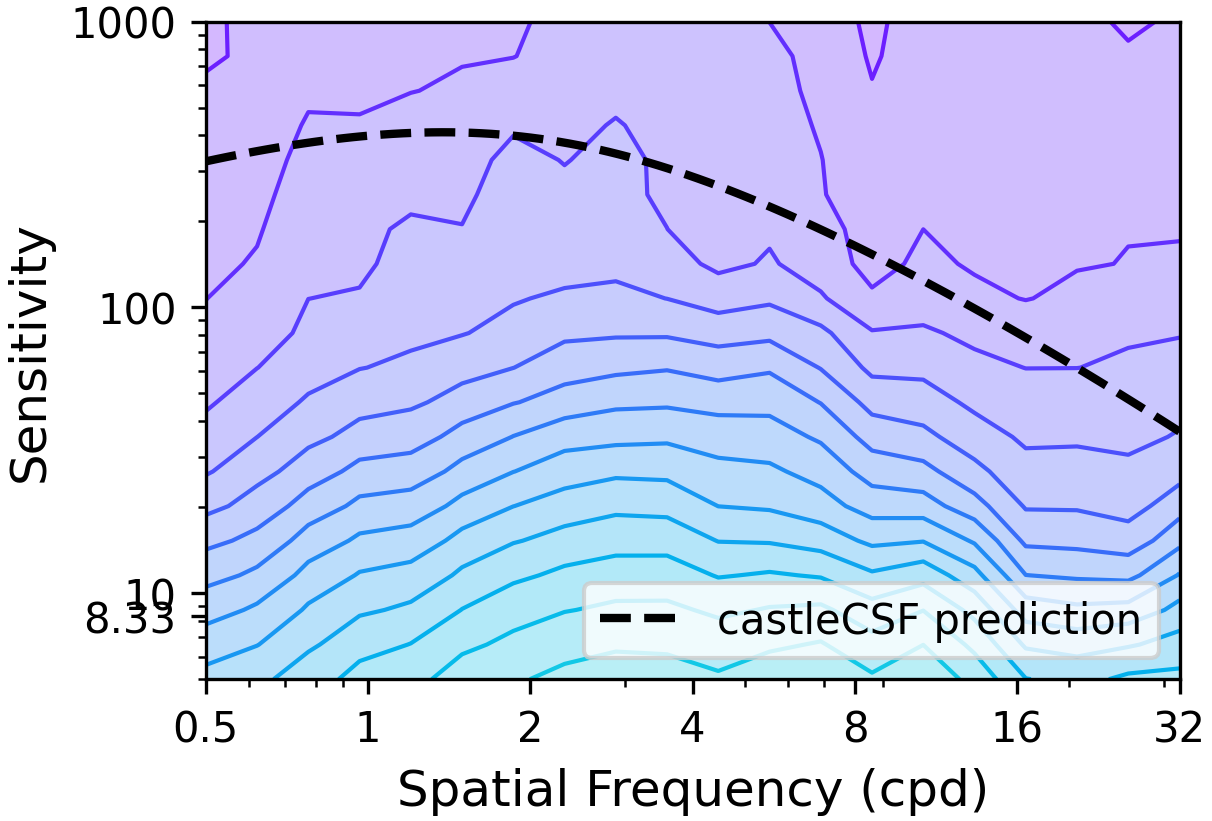 1000
100
10
8.33
Sensitivity
castleCSF prediction
0.5 1 2 4 8 16 32
Spatial Frequency (cpd)